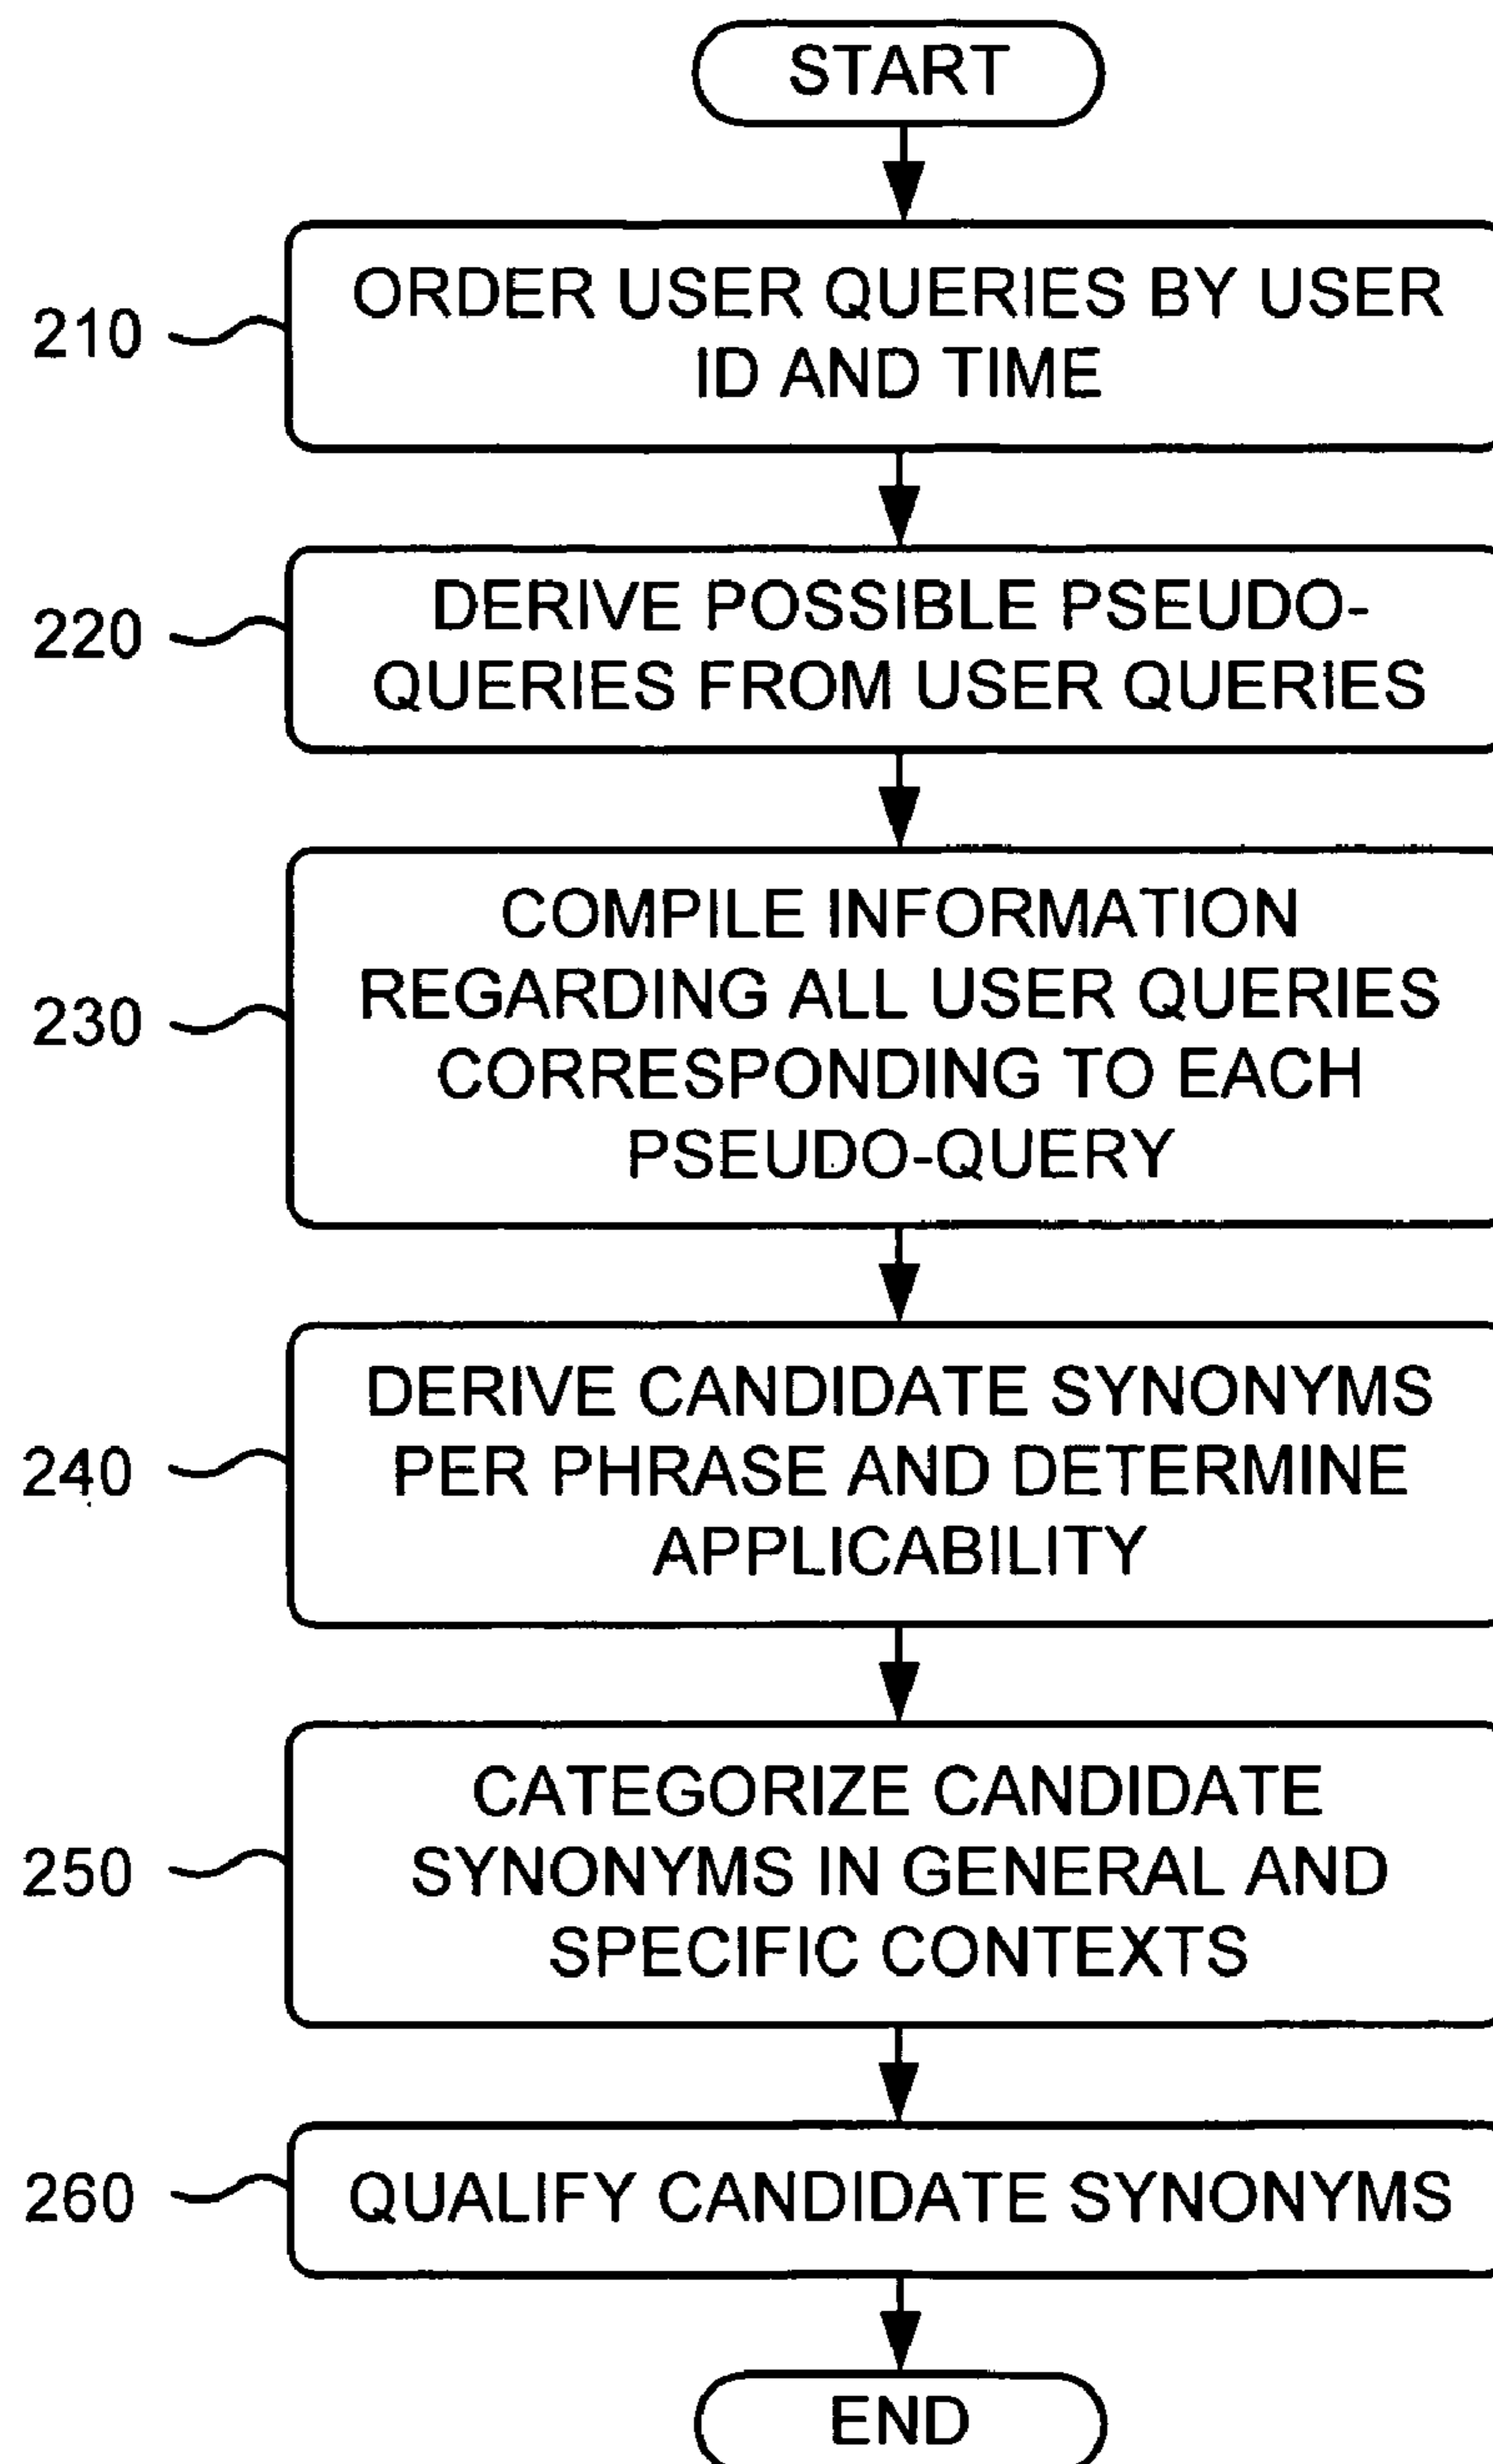 START
210
ORDER USER QUERIES BY USER
ID AND TIME
220
DERIVE POSSIBLE PSEUDO-
QUERIES FROM USER QUERIES
230
COMPILE INFORMATION
REGARDING ALL USER QUERIES
CORRESPONDING TO EACH
PSEUDO-QUERY
240
DERIVE CANDIDATE SYNONYMS
PER PHRASE AND DETERMINE
APPLICABILITY
250
CATEGORIZE CANDIDATE
SYNONYMS IN GENERAL AND
SPECIFIC CONTEXTS
260
QUALIFY CANDIDATE SYNONYMS
END